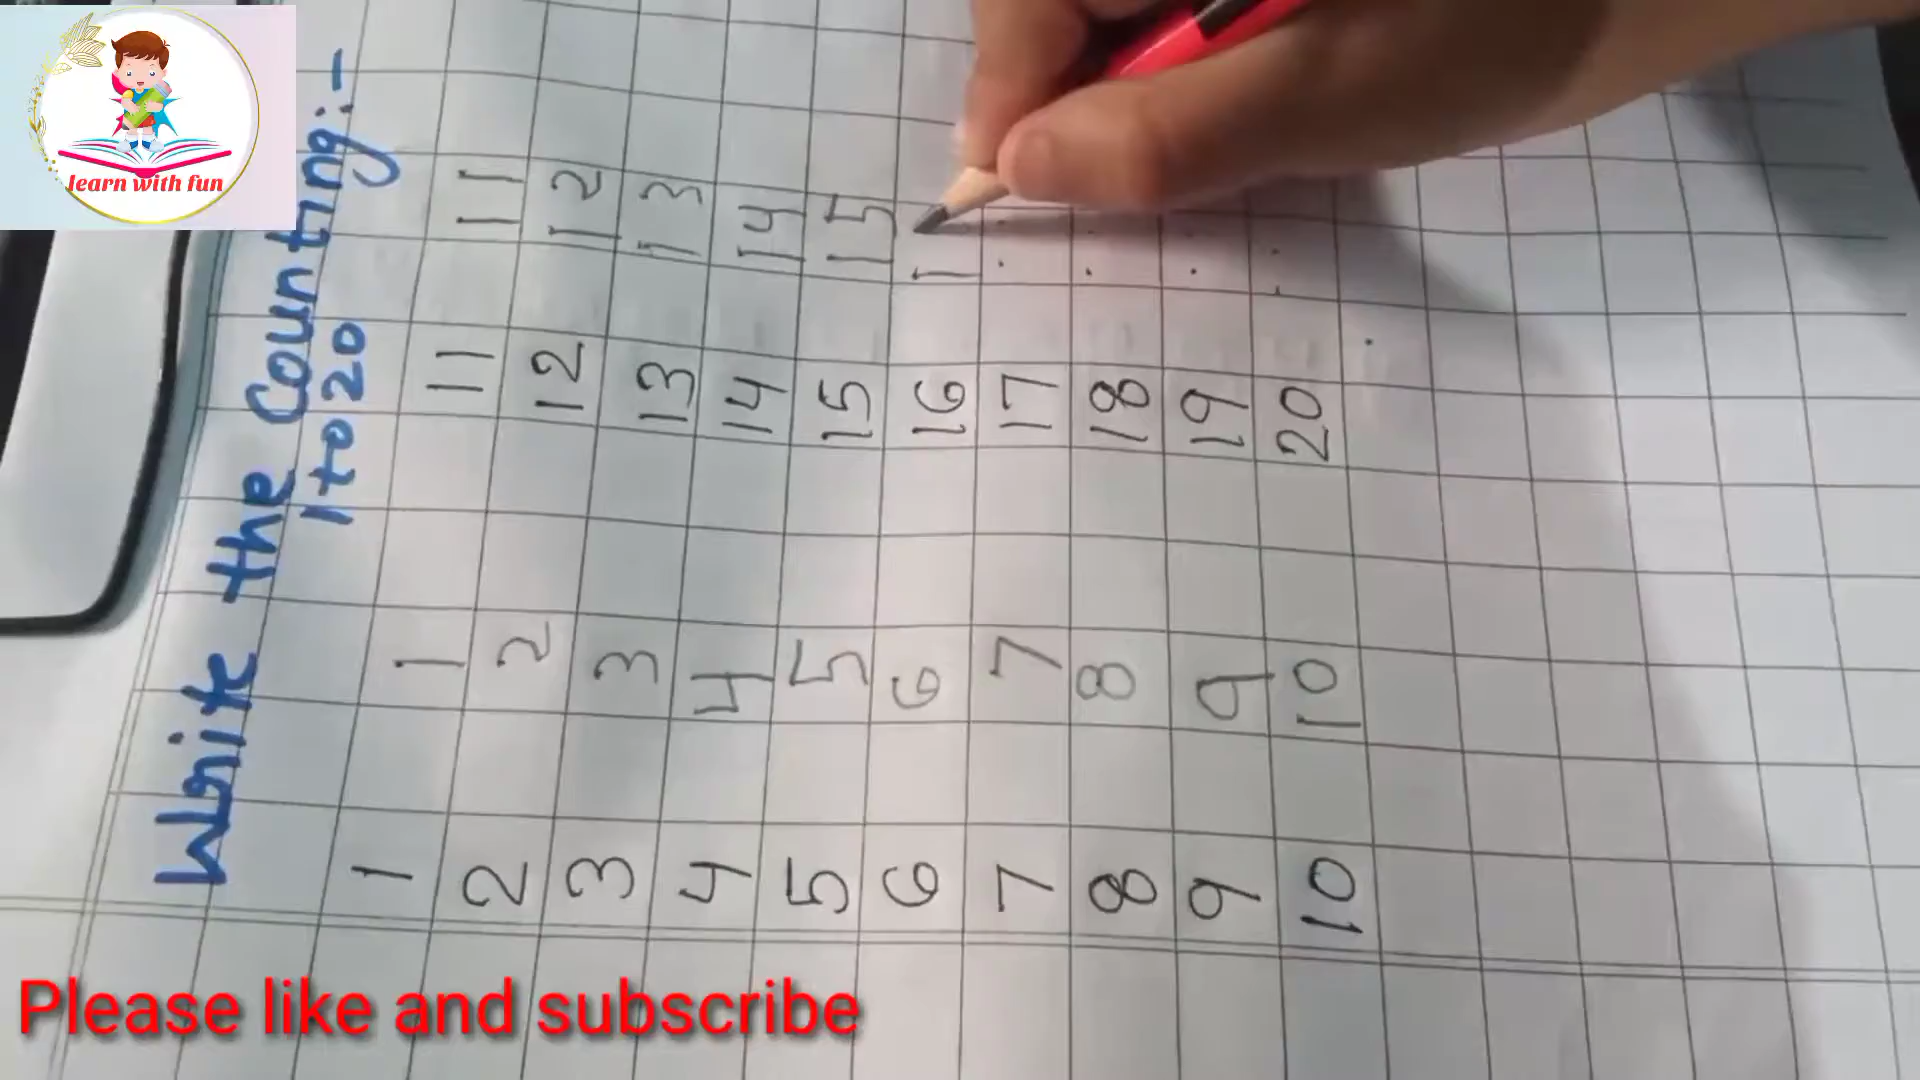 learn with fun
Write the Counting:-
1 to 20
1 1 11 11
2 2 12 12
3 3 13 13
4 4 14 14
5 5 15 15
6 6 16 1
7 7 17
8 8 18
9 9 19
10 10 20
Please like and subscribe